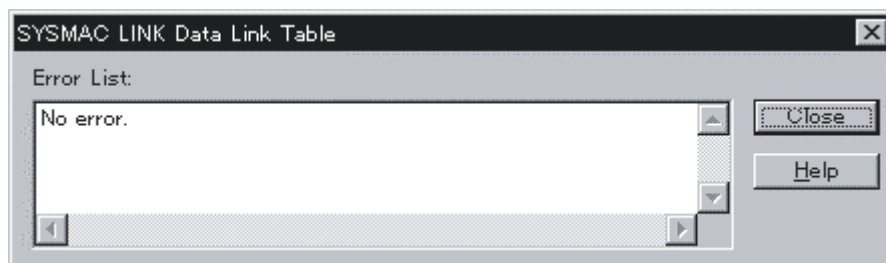 SYSMAC LINK Data Link Table
Error List:
No error.
Close
Help